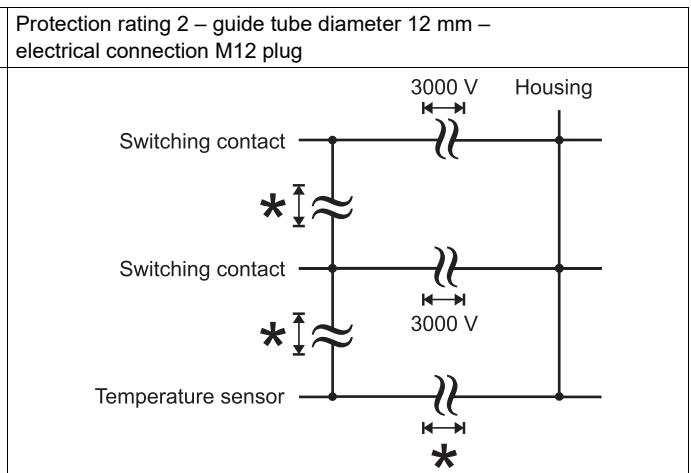 Protection rating 2 – guide tube diameter 12 mm –
electrical connection M12 plug
3000 V Housing
Switching contact
*
Switching contact
3000 V
*
Temperature sensor
*